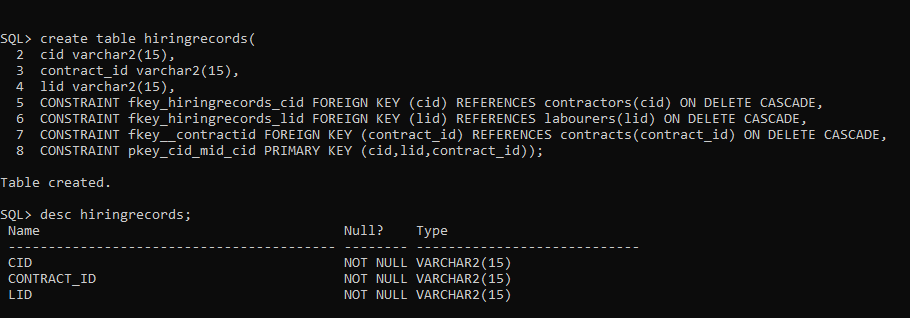 SQL> create table hiringrecords(
  2  cid varchar2(15),
  3  contract_id varchar2(15),
  4  lid varchar2(15),
  5  CONSTRAINT fkey_hiringrecords_cid FOREIGN KEY (cid) REFERENCES contractors(cid) ON DELETE CASCADE,
  6  CONSTRAINT fkey_hiringrecords_lid FOREIGN KEY (lid) REFERENCES labourers(lid) ON DELETE CASCADE,
  7  CONSTRAINT fkey__contractid FOREIGN KEY (contract_id) REFERENCES contracts(contract_id) ON DELETE CASCADE,
  8  CONSTRAINT pkey_cid_mid_cid PRIMARY KEY (cid,lid,contract_id));
Table created.
SQL> desc hiringrecords;
 Name                                      Null?    Type
 ----------------------------------------- -------- ----------------------------
 CID                                       NOT NULL VARCHAR2(15)
 CONTRACT_ID                               NOT NULL VARCHAR2(15)
 LID                                       NOT NULL VARCHAR2(15)